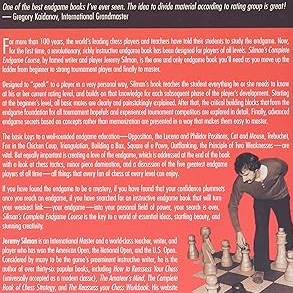 One of the best endgame books I've ever seen. The idea to divide material according to rating group is great!
— Gregory Kaidanov, International Grandmaster
For more than 100 years, the world's leading chess players and teachers have told their students to study the endgame. Now,
for the first time, a revolutionary, richly instructive endgame book has been designed for players of all levels. Silman's Complete
Endgame Course, by famed writer and player Jeremy Silman, is the one and only endgame book you'll need as you move up the
ladder from beginner to strong tournament player and finally to master.
Designed to "speak" to a player in a very personal way, Silman's book teaches the student everything he or she needs to know
at his or her current rating level, and builds on that knowledge for each subsequent phase of the player's development. Starting
at the beginner's level, all basic mates are clearly and painstakingly explained. After that, the critical building blocks that form the
endgame foundation for all tournament hopefuls and experienced tournament competitors are explored in detail. Finally, advanced
endgame secrets based on concepts rather than memorization are presented in a way that makes them easy to master.
The basic keys to a well-rounded endgame education—Opposition, the Lucena and Philidor Positions, Cat and Mouse, Trebuchet,
Fox in the Chicken Coup, Triangulation, Building a Box, Square of a Pawn, Outflanking, the Principle of Two Weaknesses—are
vital. But equally important is creating a love of the endgame, which is addressed at the end of the book
with a look at chess tactics, minor piece domination, and a discussion of the five greatest endgame
players of all time—all things that every fan of chess at every level can enjoy.
If you have found the endgame to be a mystery, if you have found that your confidence plummets
once you reach an endgame, if you have searched for an instructive endgame book that will turn
your weakest link—your endgame—into your personal field of power, your search is over.
Silman's Complete Endgame Course is the key to a world of essential ideas, startling beauty, and
stunning creativity.
Jeremy Silman is an International Master and a world-class teacher, writer, and
player who has won the American Open, the National Open, and the U.S. Open.
Considered by many to be the game's preeminent instructive writer, he is the
author of over thirty-popular books, including How to Reassess Your Chess
(universally accepted as a modern classic), The Amateur's Mind, The Complete
Book of Chess Strategy, and The Reassess your Chess Workbook. His website